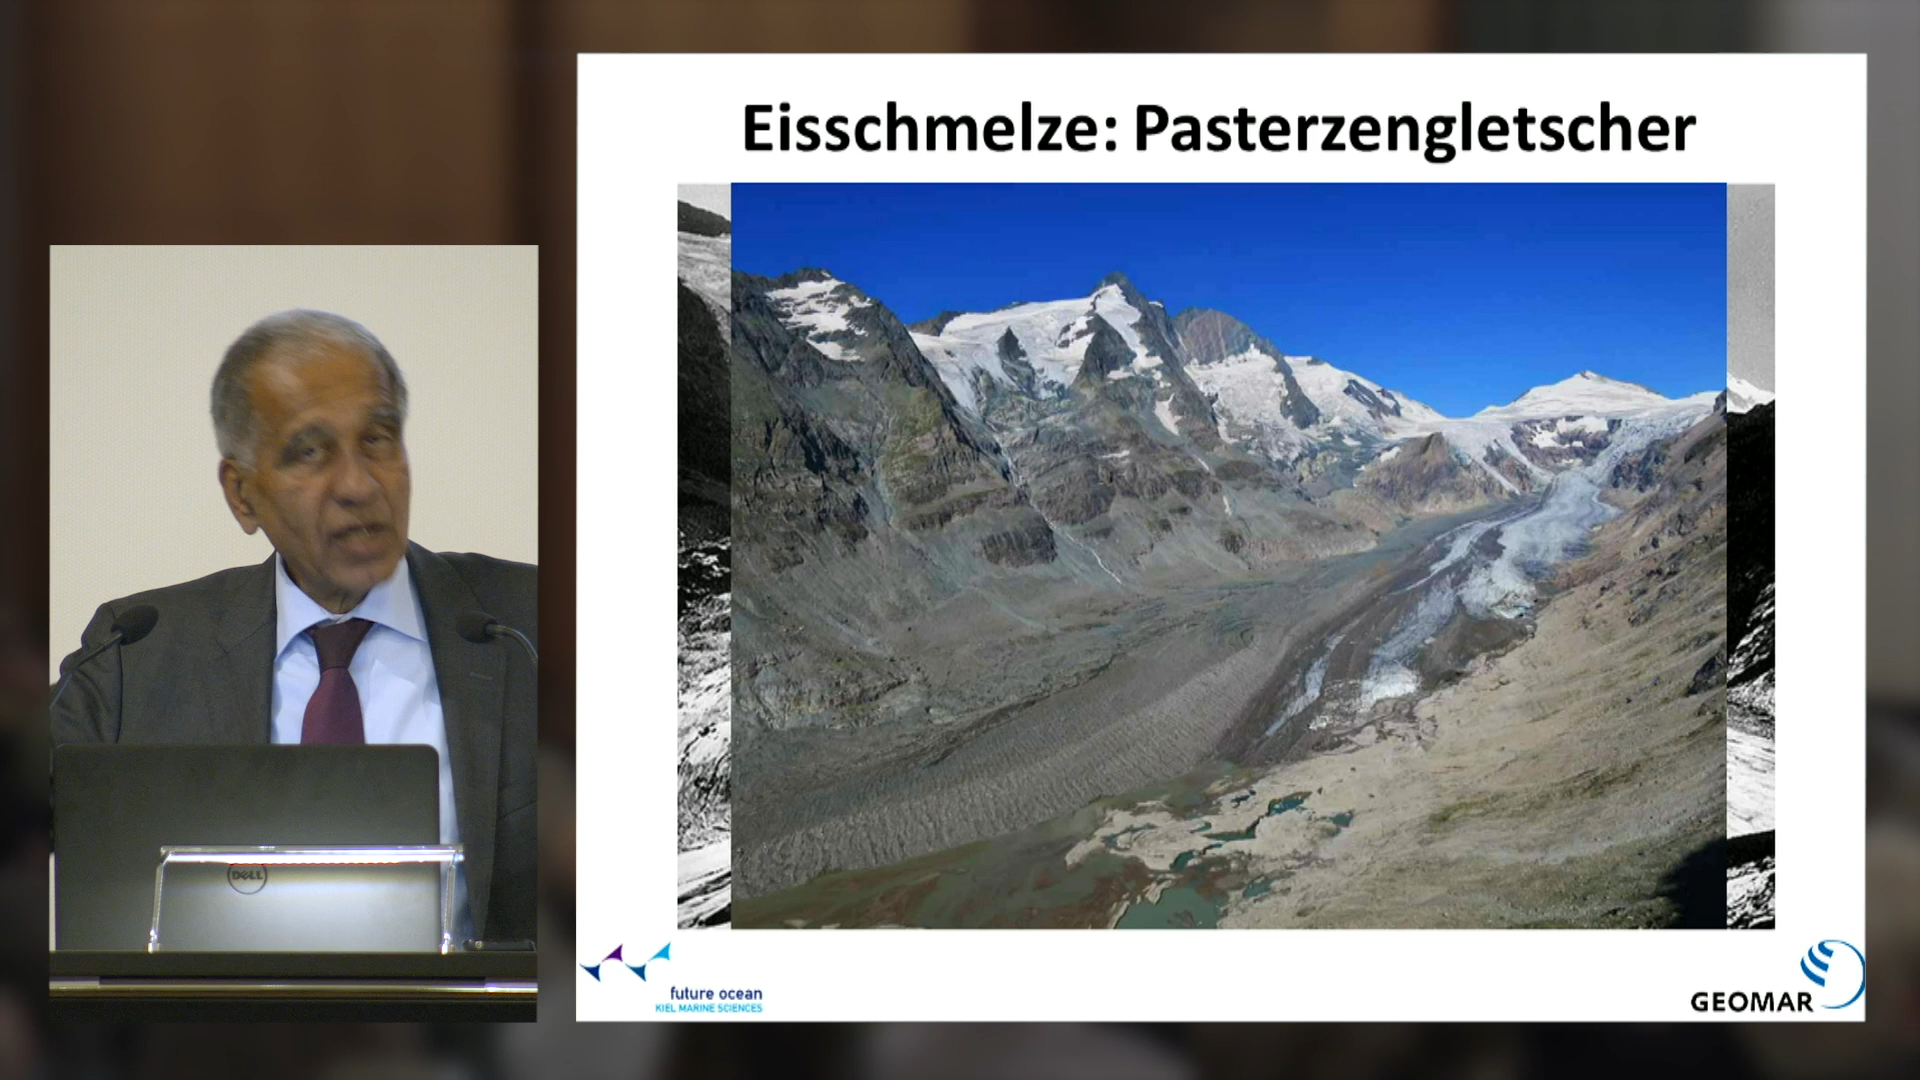 Eisschmelze: Pasterzengletscher
DELL
future ocean
KIEL MARINE SCIENCES
GEOMAR